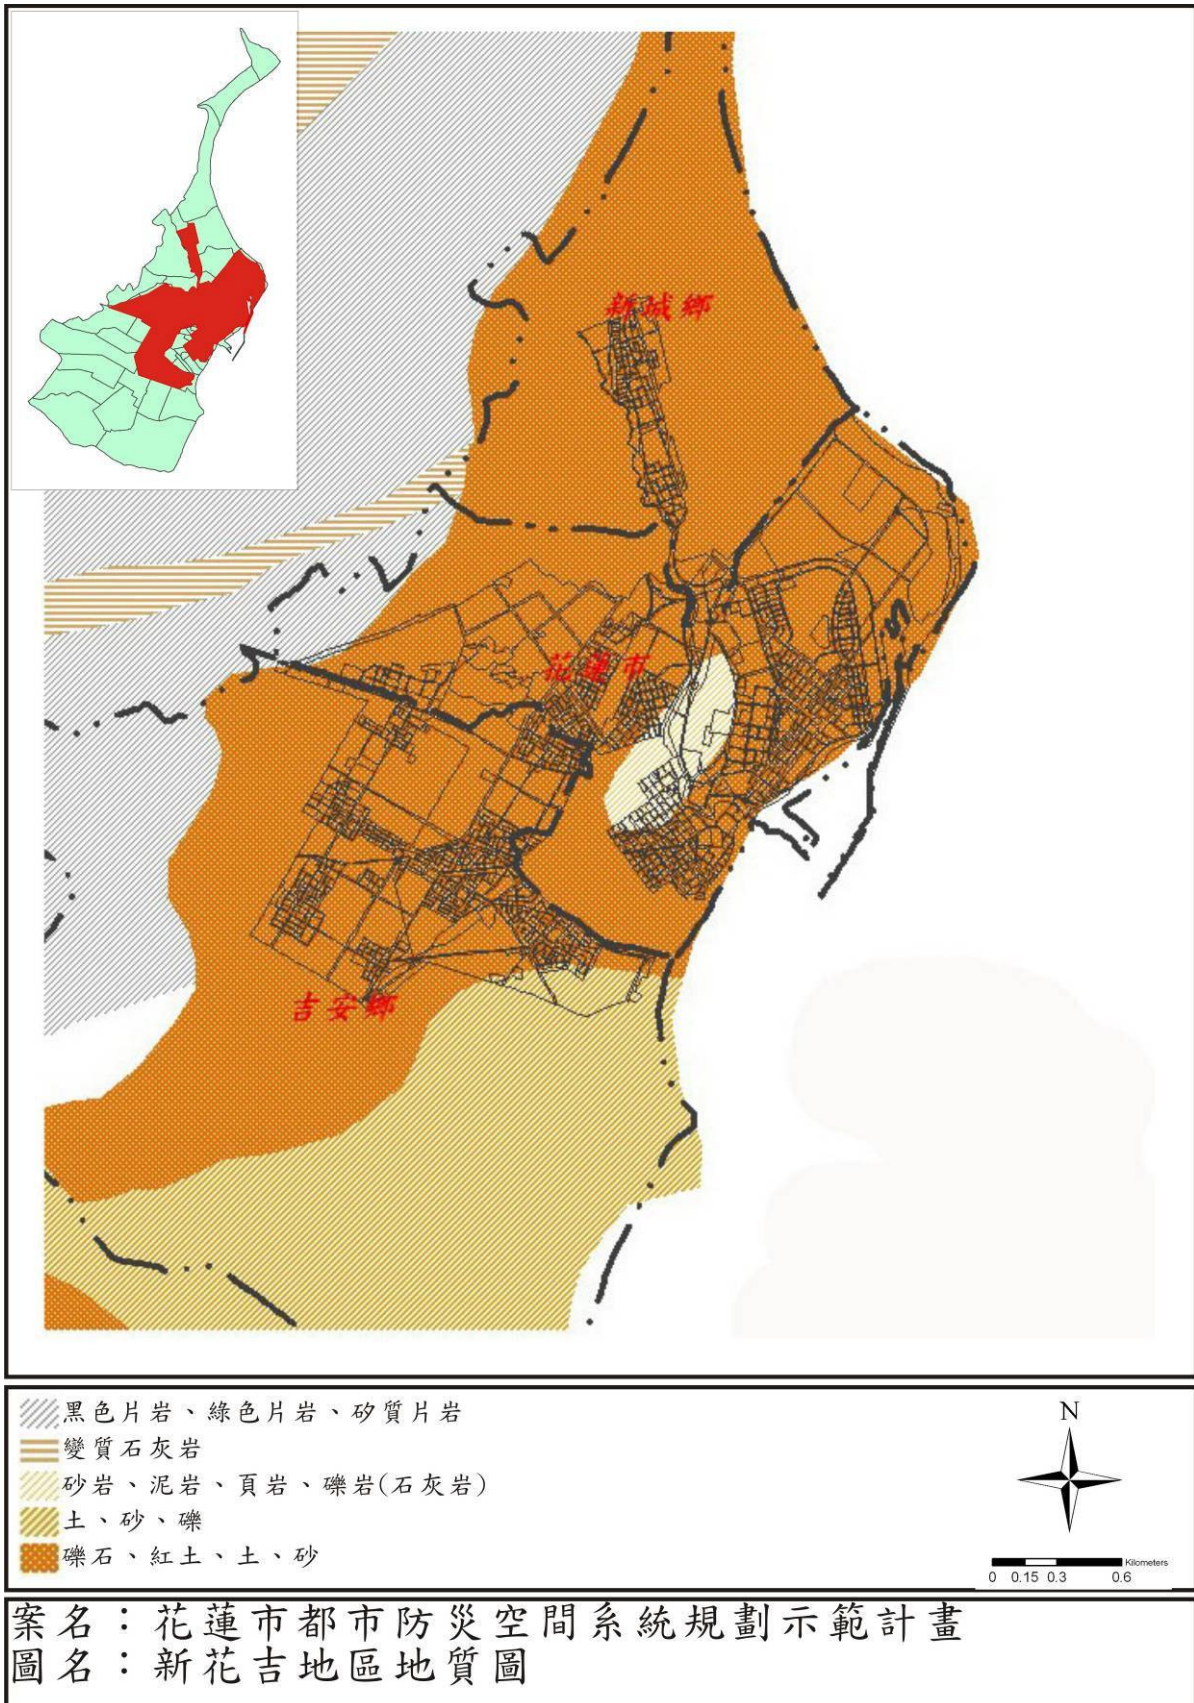 新城鄉
花蓮市
吉安鄉
黑色片岩、綠色片岩、矽質片岩
變質石灰岩
砂岩、泥岩、頁岩、礫岩(石灰岩)
土、砂、礫
礫石、紅土、土、砂
N
Kilometers
0 0.15 0.3 0.6
案名：花蓮市都市防災空間系統規劃示範計畫
圖名：新花吉地區地質圖